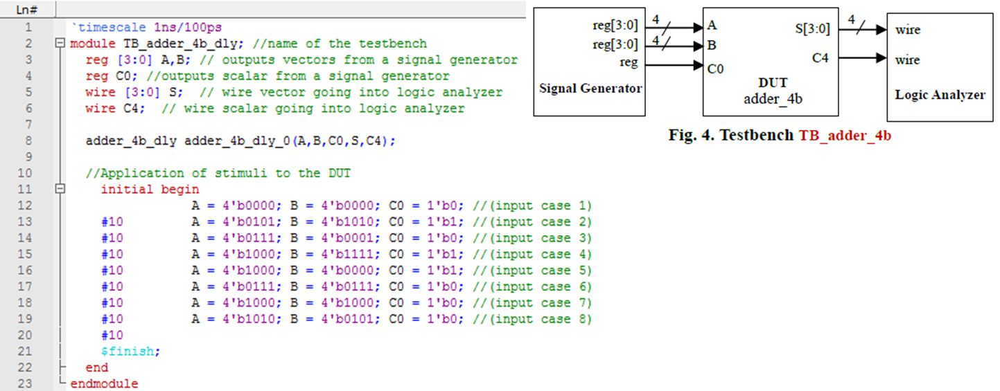 Ln#
1 `timescale 1ns/100ps
2 module TB_adder_4b_dly; //name of the testbench
3 reg [3:0] A,B; // outputs vectors from a signal generator
4 reg C0; //outputs scalar from a signal generator
5 wire [3:0] S; // wire vector going into logic analyzer
6 wire C4; // wire scalar going into logic analyzer
7
8 adder_4b_dly adder_4b_dly_0(A,B,C0,S,C4);
9
10 //Application of stimuli to the DUT
11 initial begin
12 A = 4'b0000; B = 4'b0000; C0 = 1'b0; //(input case 1)
13 #10 A = 4'b0101; B = 4'b1010; C0 = 1'b1; //(input case 2)
14 #10 A = 4'b0111; B = 4'b0001; C0 = 1'b0; //(input case 3)
15 #10 A = 4'b1000; B = 4'b1111; C0 = 1'b1; //(input case 4)
16 #10 A = 4'b1000; B = 4'b0000; C0 = 1'b1; //(input case 5)
17 #10 A = 4'b0111; B = 4'b0111; C0 = 1'b0; //(input case 6)
18 #10 A = 4'b1000; B = 4'b1000; C0 = 1'b0; //(input case 7)
19 #10 A = 4'b1010; B = 4'b0101; C0 = 1'b0; //(input case 8)
20 #10
21 $finish;
22 end
23 endmodule
reg[3:0] 4 A
reg[3:0] 4 B
reg C0
Signal Generator
S[3:0] 4 wire
C4 wire
DUT
adder_4b
Logic Analyzer
Fig. 4. Testbench TB_adder_4b